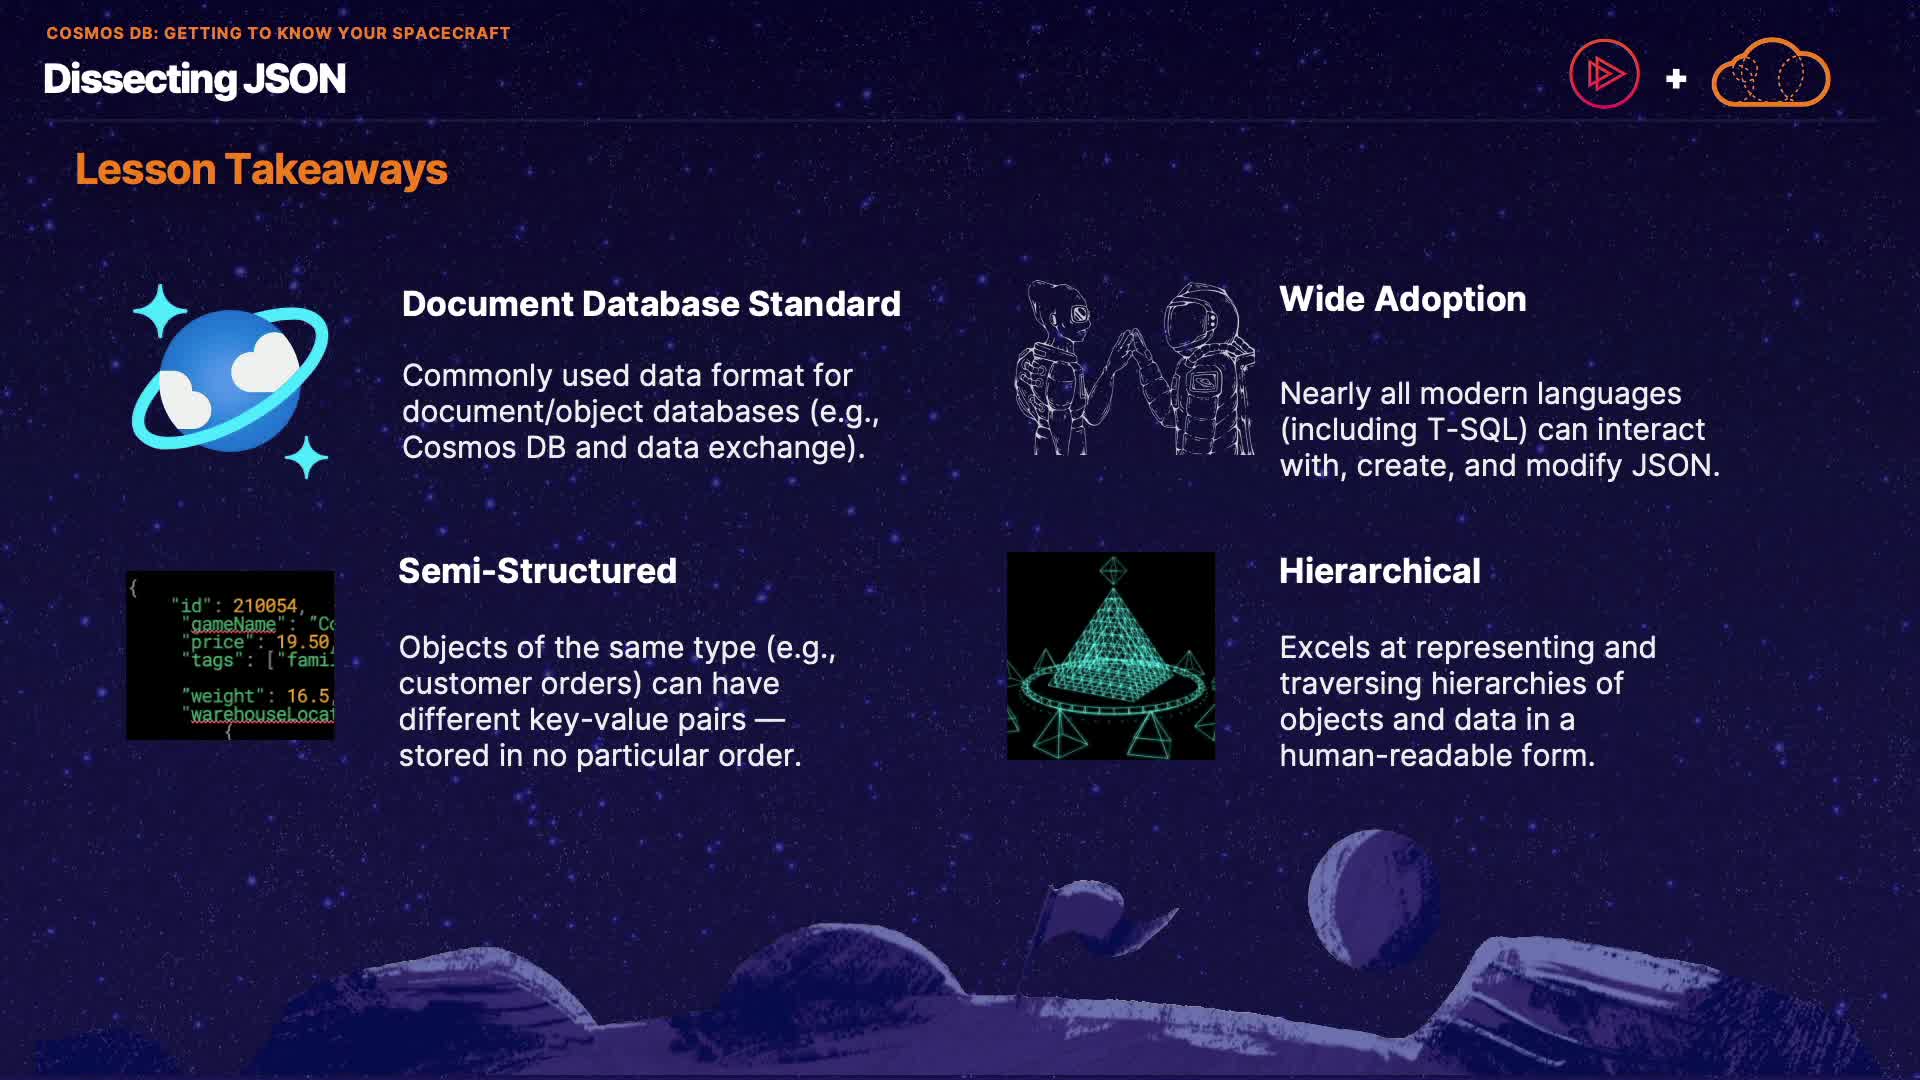 COSMOS DB: GETTING TO KNOW YOUR SPACECRAFT
Dissecting JSON
+
Lesson Takeaways
Document Database Standard
Commonly used data format for
document/object databases (e.g.,
Cosmos DB and data exchange).
Wide Adoption
Nearly all modern languages
(including T-SQL) can interact
with, create, and modify JSON.
{
"id": 210054,
"gameName": "Co
"price": 19.50,
"tags": ["fami
"weight": 16.5,
"warehouseLocat
{
Semi-Structured
Objects of the same type (e.g.,
customer orders) can have
different key-value pairs —
stored in no particular order.
Hierarchical
Excels at representing and
traversing hierarchies of
objects and data in a
human-readable form.